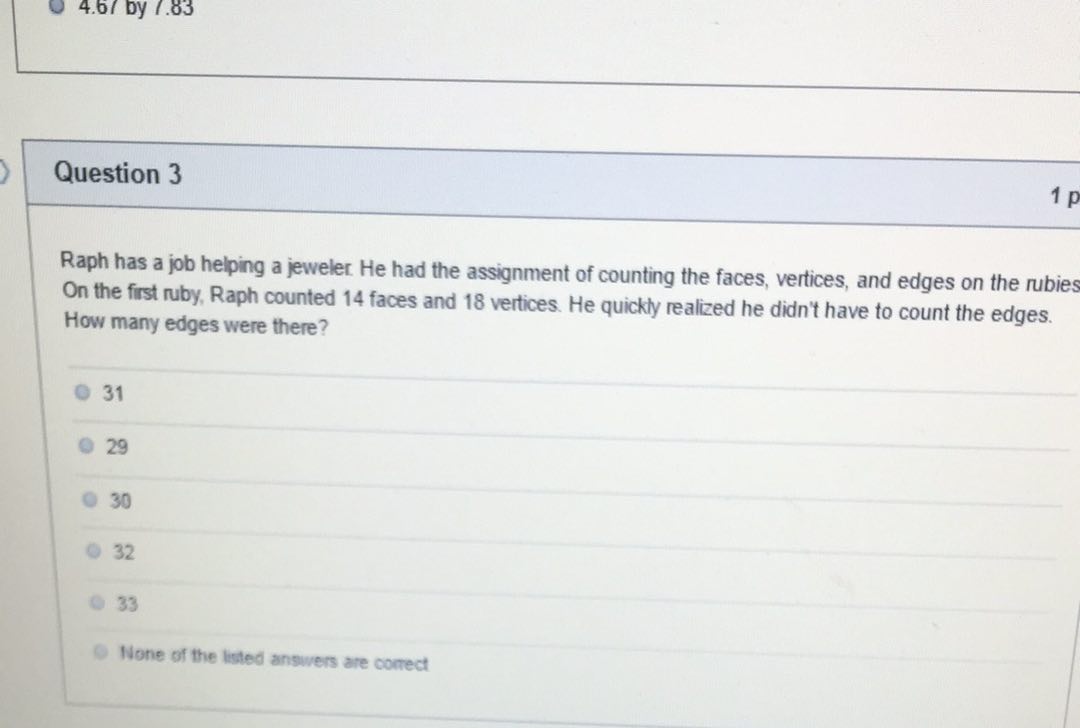 4.67 by 7.83
Question 3
1 p
Raph has a job helping a jeweler. He had the assignment of counting the faces, vertices, and edges on the rubies
On the first ruby, Raph counted 14 faces and 18 vertices. He quickly realized he didn't have to count the edges.
How many edges were there?
31
29
30
32
33
None of the listed answers are correct